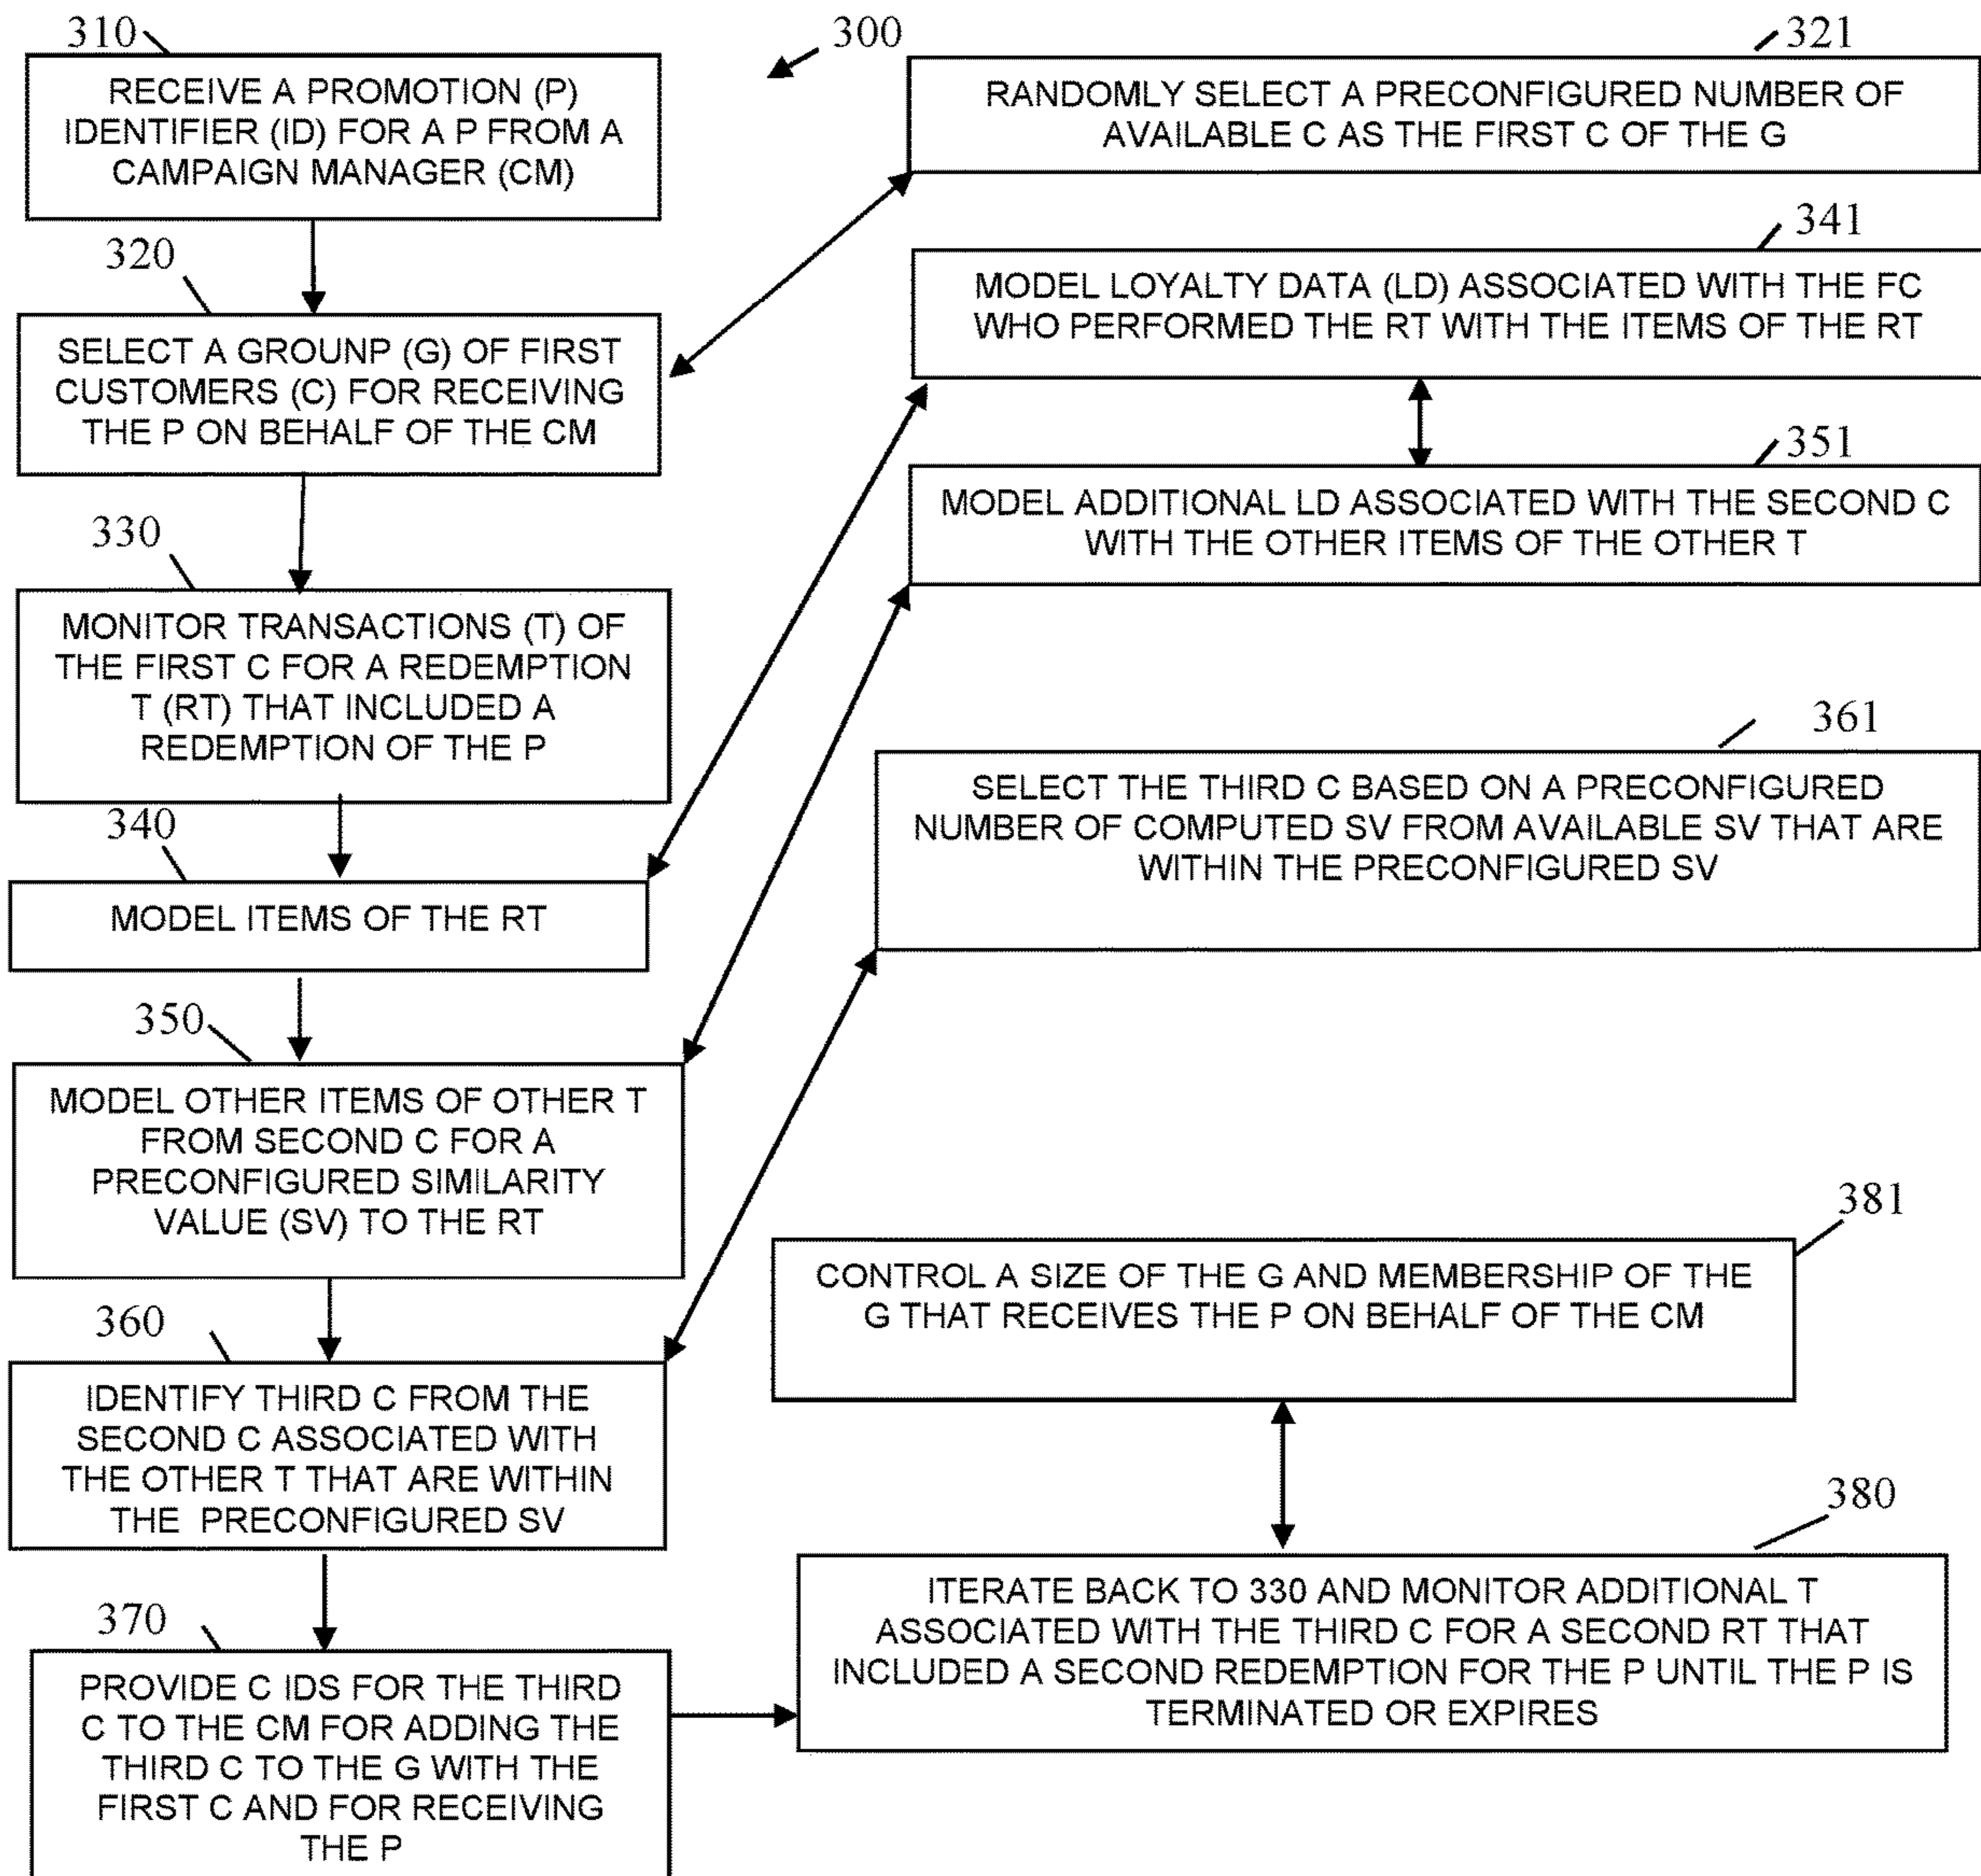 310
RECEIVE A PROMOTION (P)
IDENTIFIER (ID) FOR A P FROM A
CAMPAIGN MANAGER (CM)
300
321
RANDOMLY SELECT A PRECONFIGURED NUMBER OF
AVAILABLE C AS THE FIRST C OF THE G
320
SELECT A GROUNP (G) OF FIRST
CUSTOMERS (C) FOR RECEIVING
THE P ON BEHALF OF THE CM
341
MODEL LOYALTY DATA (LD) ASSOCIATED WITH THE FC
WHO PERFORMED THE RT WITH THE ITEMS OF THE RT
351
MODEL ADDITIONAL LD ASSOCIATED WITH THE SECOND C
WITH THE OTHER ITEMS OF THE OTHER T
330
MONITOR TRANSACTIONS (T) OF
THE FIRST C FOR A REDEMPTION
T (RT) THAT INCLUDED A
REDEMPTION OF THE P
361
SELECT THE THIRD C BASED ON A PRECONFIGURED
NUMBER OF COMPUTED SV FROM AVAILABLE SV THAT ARE
WITHIN THE PRECONFIGURED SV
340
MODEL ITEMS OF THE RT
350
MODEL OTHER ITEMS OF OTHER T
FROM SECOND C FOR A
PRECONFIGURED SIMILARITY
VALUE (SV) TO THE RT
381
CONTROL A SIZE OF THE G AND MEMBERSHIP OF THE
G THAT RECEIVES THE P ON BEHALF OF THE CM
360
IDENTIFY THIRD C FROM THE
SECOND C ASSOCIATED WITH
THE OTHER T THAT ARE WITHIN
THE PRECONFIGURED SV
380
ITERATE BACK TO 330 AND MONITOR ADDITIONAL T
ASSOCIATED WITH THE THIRD C FOR A SECOND RT THAT
INCLUDED A SECOND REDEMPTION FOR THE P UNTIL THE P IS
TERMINATED OR EXPIRES
370
PROVIDE C IDS FOR THE THIRD
C TO THE CM FOR ADDING THE
THIRD C TO THE G WITH THE
FIRST C AND FOR RECEIVING
THE P